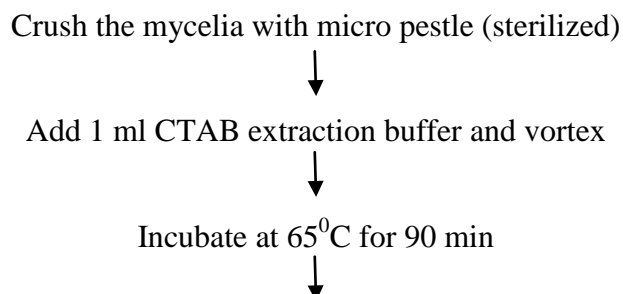 Crush the mycelia with micro pestle (sterilized)
Add 1 ml CTAB extraction buffer and vortex
Incubate at 65⁰C for 90 min